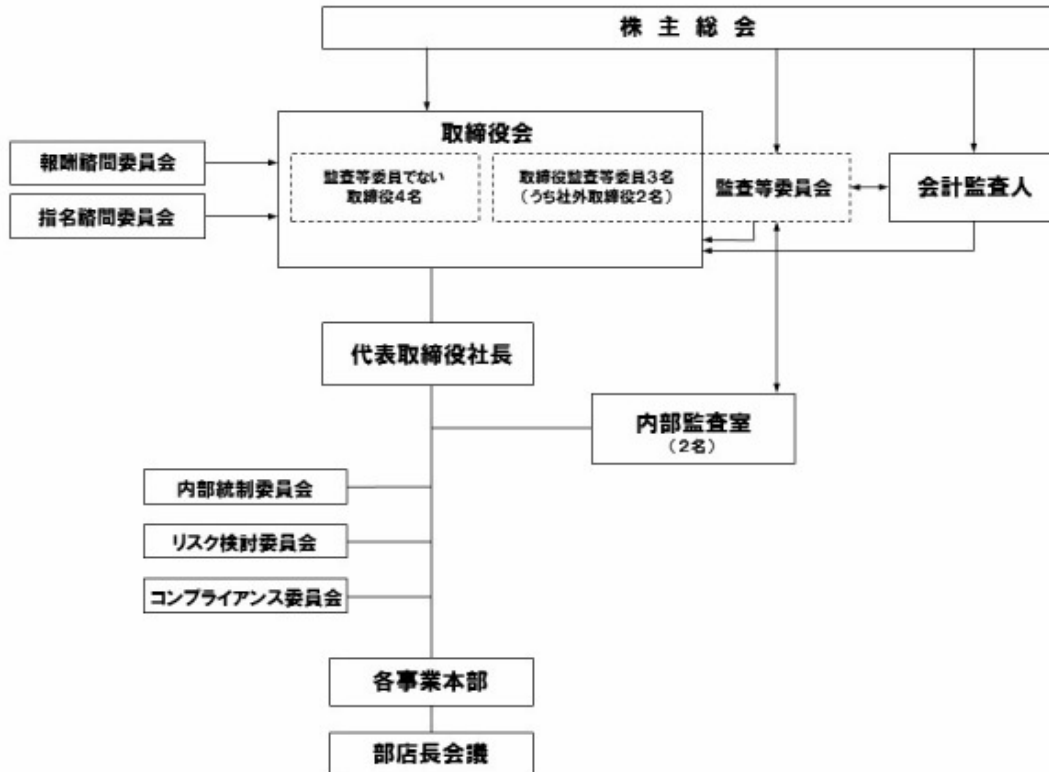 株主総会
取締役会
報酬諮問委員会
指名諮問委員会
監査等委員でない
取締役4名
取締役監査等委員3名
（うち社外取締役2名）
監査等委員会
会計監査人
代表取締役社長
内部監査室
（2名）
内部統制委員会
リスク検討委員会
コンプライアンス委員会
各事業本部
部店長会議